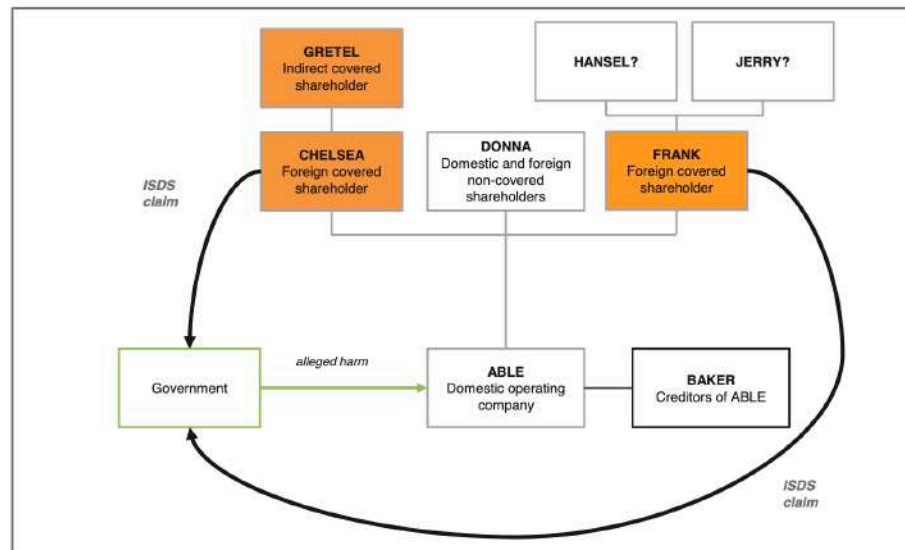 GRETEL
Indirect covered
shareholder
HANSEL?
JERRY?
CHELSEA
Foreign covered
shareholder
DONNA
Domestic and foreign
non-covered
shareholders
FRANK
Foreign covered
shareholder
ISDS
claim
Government
alleged harm
ABLE
Domestic operating
company
BAKER
Creditors of ABLE
ISDS
claim